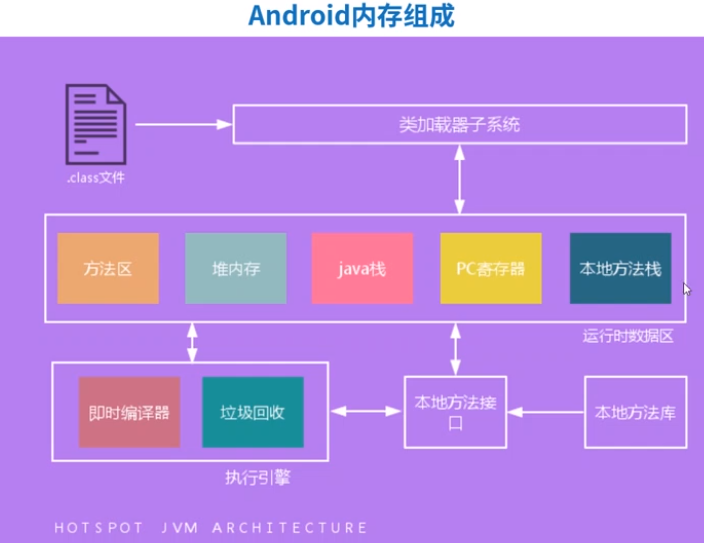 Android内存组成
类加载器子系统
.class文件
方法区
堆内存
java栈
PC寄存器
本地方法栈
运行时数据区
即时编译器
垃圾回收
本地方法接
口
本地方法库
执行引擎
HOTSPOT JVM ARCHITECTURE